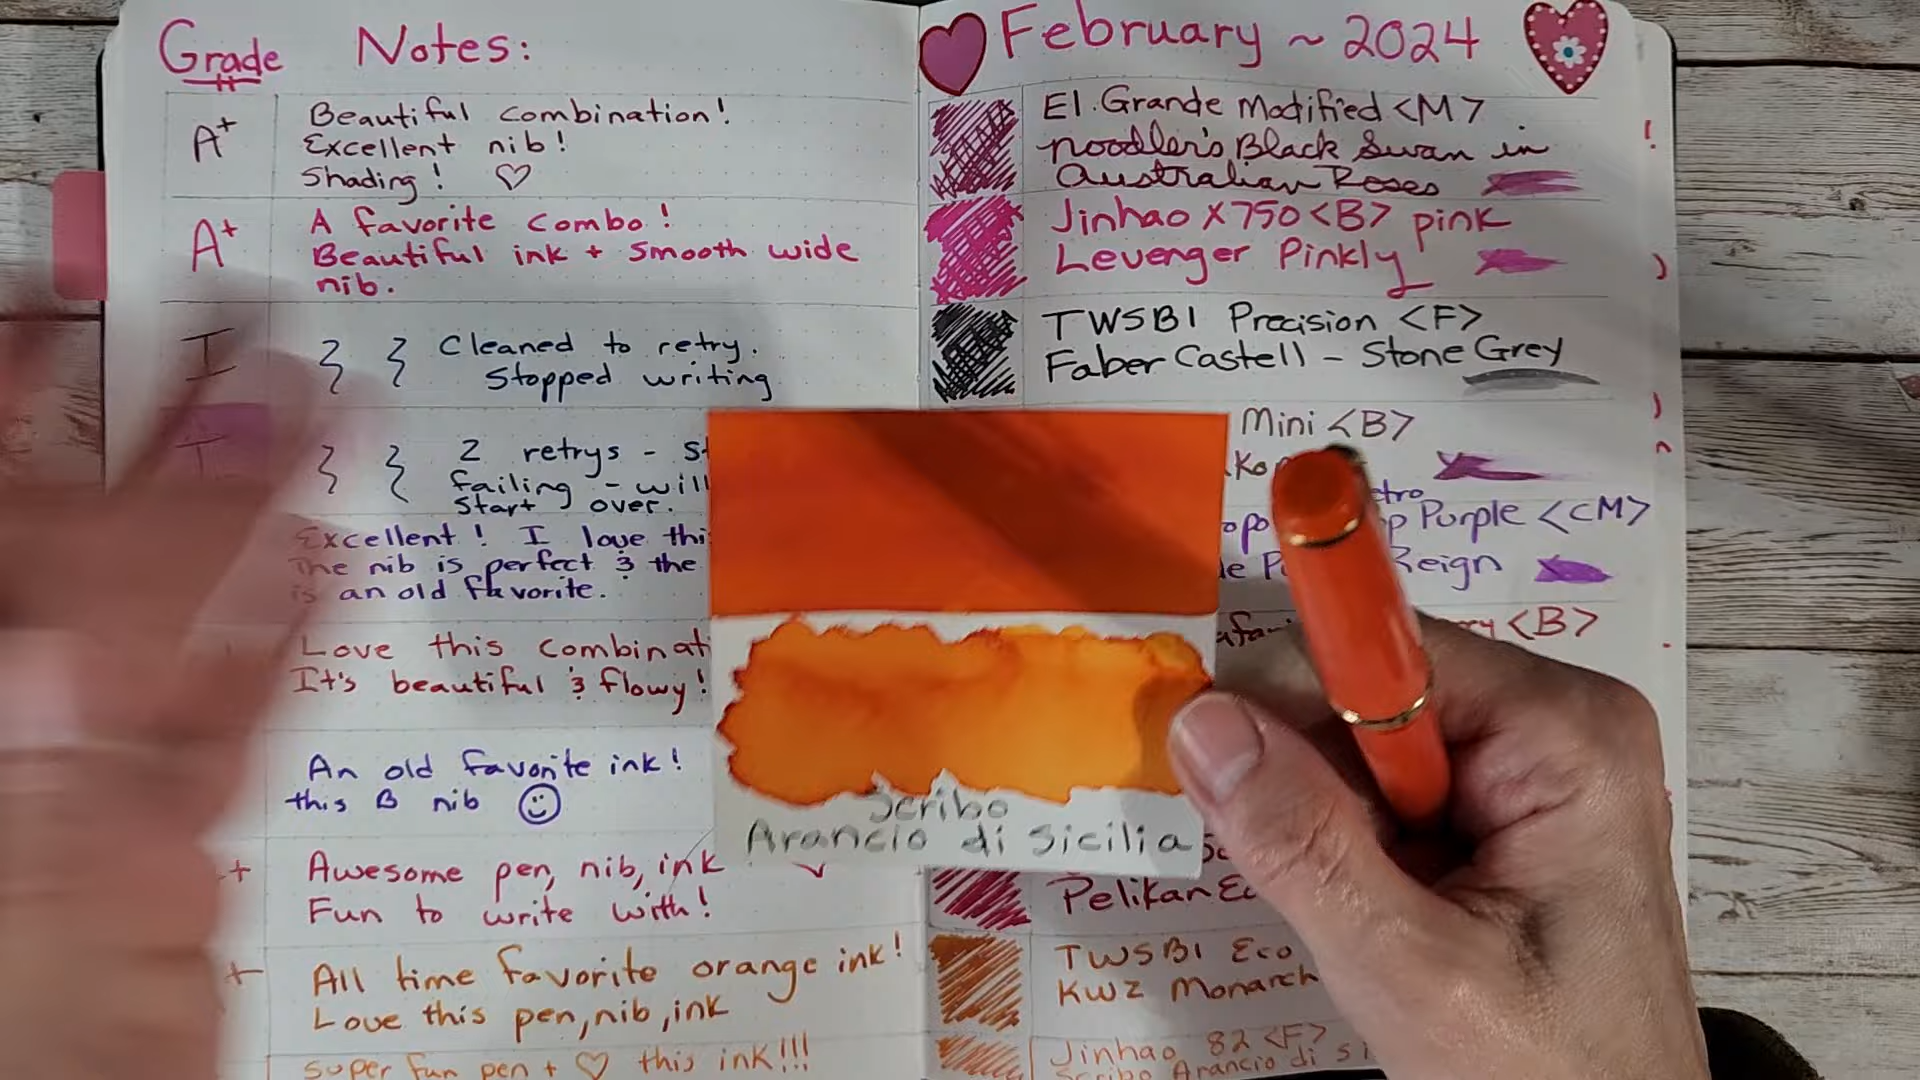 Grade Notes:
A+
Beautiful combination!
Excellent nib!
Shading! ♡
A+
A favorite combo!
Beautiful ink + smooth wide
nib.
I
Cleaned to retry.
Stopped writing
I
2 retrys -
failing - will
start over.
Excellent! I love
The nib is perfect & the
is an old favorite.
Love this
It's beautiful & flowy!
An old favorite ink!
this B nib
+
Awesome pen, nib, ink
Fun to write with!
+
All time favorite orange ink!
Love this pen, nib, ink
Super fun pen + ♡ this ink!!!
February ~ 2024
El Grande Modified <M>
Noodler's Black Swan in
Australian Roses
Jinhao X750 <B> pink
Levenger Pinkly
TWSBI Precision <F>
Faber Castell - Stone Grey
Mini <B>
Purple <CM>
Reign
<B>
Pelikan
TWSBI Eco
KWZ Monarch
Jinhao 82 <F>
Scribo Arancio di
Scribo
Arancio di Sicilia